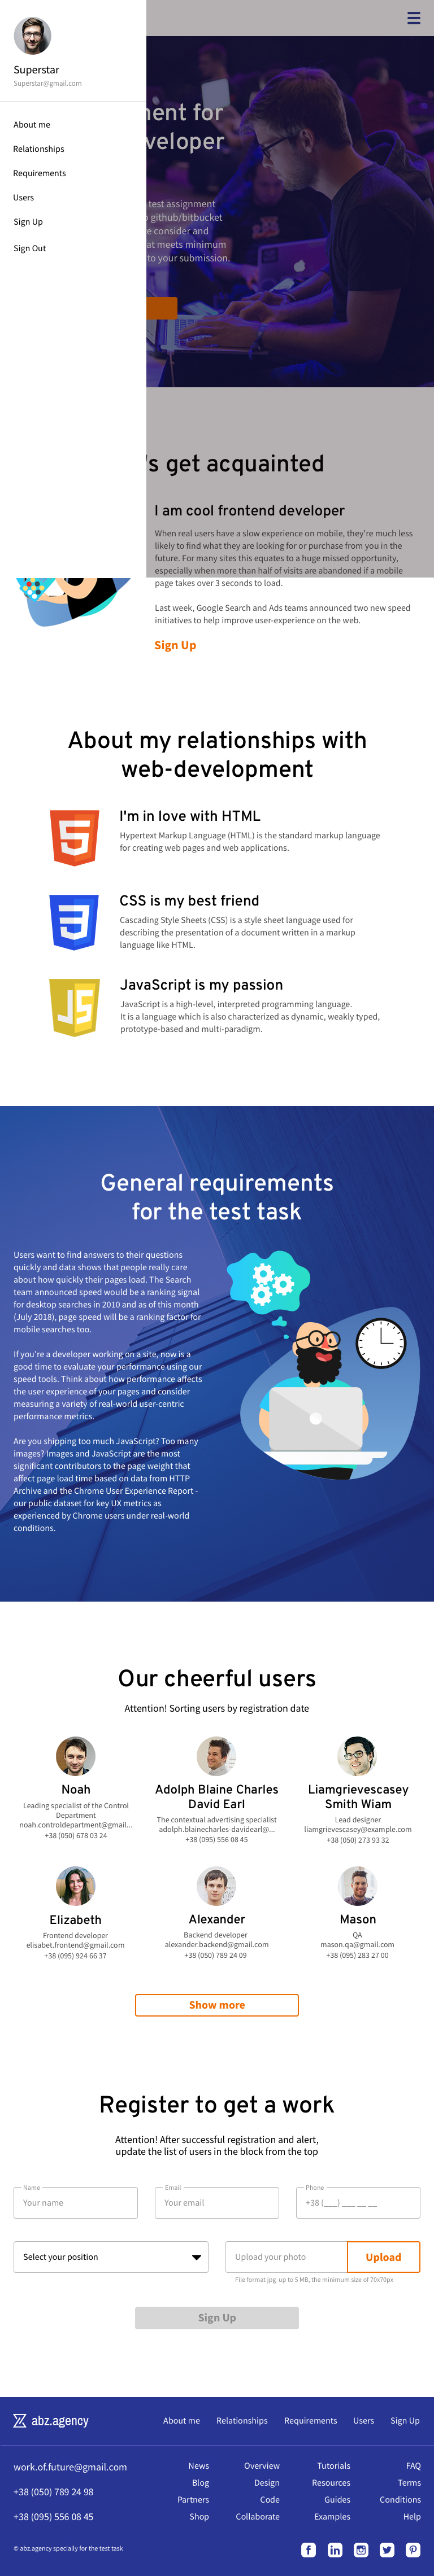 Superstar
Superstar@gmail.com
About me
Relationships
Requirements
Users
Sign Up
Sign Out
ment for
veloper
test assignment
github/bitbucket
consider and
at meets minimum
to your submission.
's get acquainted
I am cool frontend developer
When real users have a slow experience on mobile, they're much less
likely to find what they are looking for or purchase from you in the
future. For many sites this equates to a huge missed opportunity,
especially when more than half of visits are abandoned if a mobile
page takes over 3 seconds to load.
Last week, Google Search and Ads teams announced two new speed
initiatives to help improve user-experience on the web.
Sign Up
About my relationships with
web-development
I'm in love with HTML
Hypertext Markup Language (HTML) is the standard markup language
for creating web pages and web applications.
CSS is my best friend
Cascading Style Sheets (CSS) is a style sheet language used for
describing the presentation of a document written in a markup
language like HTML.
JS
JavaScript is my passion
JavaScript is a high-level, interpreted programming language.
It is a language which is also characterized as dynamic, weakly typed,
prototype-based and multi-paradigm.
General requirements
for the test task
Users want to find answers to their questions
quickly and data shows that people really care
about how quickly their pages load. The Search
team announced speed would be a ranking signal
for desktop searches in 2010 and as of this month
(July 2018), page speed will be a ranking factor for
mobile searches too.
If you're a developer working on a site, now is a
good time to evaluate your performance using our
speed tools. Think about how performance affects
the user experience of your pages and consider
measuring a variety of real-world user-centric
performance metrics.
Are you shipping too much JavaScript? Too many
images? Images and JavaScript are the most
significant contributors to the page weight that
affect page load time based on data from HTTP
Archive and the Chrome User Experience Report -
our public dataset for key UX metrics as
experienced by Chrome users under real-world
conditions.
Our cheerful users
Attention! Sorting users by registration date
Noah
Leading specialist of the Control
Department
noah.controldepartment@gmail...
+38 (050) 678 03 24
Adolph Blaine Charles
David Earl
The contextual advertising specialist
adolph.blainecharles-davidearl@...
+38 (095) 556 08 45
Liamgrievescasey
Smith Wiam
Lead designer
liamgrievescasey@example.com
+38 (050) 273 93 32
Elizabeth
Frontend developer
elisabet.frontend@gmail.com
+38 (095) 924 66 37
Alexander
Backend developer
alexander.backend@gmail.com
+38 (050) 789 24 09
Mason
QA
mason.qa@gmail.com
+38 (095) 283 27 00
Show more
Register to get a work
Attention! After successful registration and alert,
update the list of users in the block from the top
Name
Your name
Email
Your email
Phone
+38 (___) ___ __ __
Select your position
Upload your photo
Upload
File format jpg up to 5 MB, the minimum size of 70x70px
Sign Up
abz.agency
About me Relationships Requirements Users Sign Up
work.of.future@gmail.com
+38 (050) 789 24 98
+38 (095) 556 08 45
News Overview Tutorials FAQ
Blog Design Resources Terms
Partners Code Guides Conditions
Shop Collaborate Examples Help
© abz.agency specially for the test task